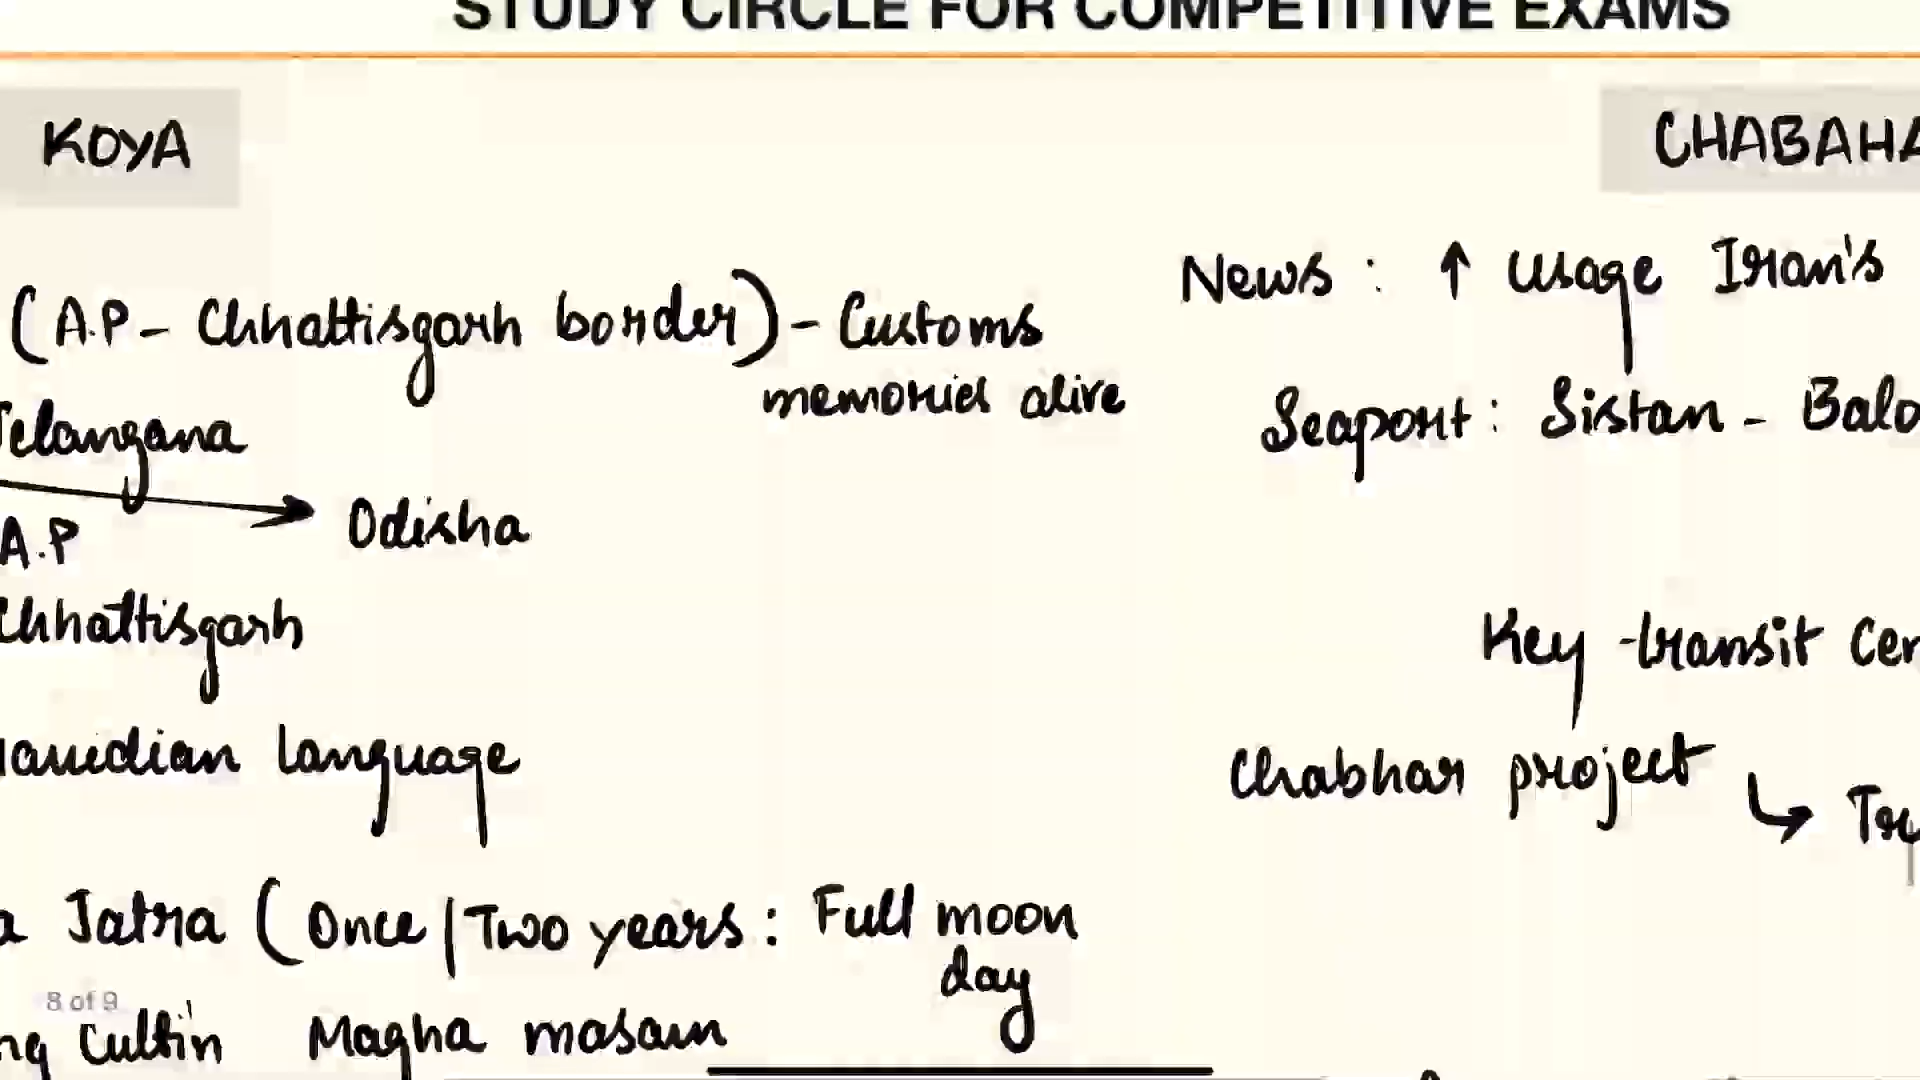 STUDY CIRCLE FOR COMPETITIVE EXAMS
KOYA
(A.P - Chhattisgarh border) - Customs
memories alive
Telangana
Odisha
A.P
Chhattisgarh
language
Jatra (Once | Two years : Full moon
day
Magha masam
8 of 9
CHABAHA
News : ↑ usage Iran's
Seaport : Sistan - Balo
Key transit Cen
Chabhar project
↳